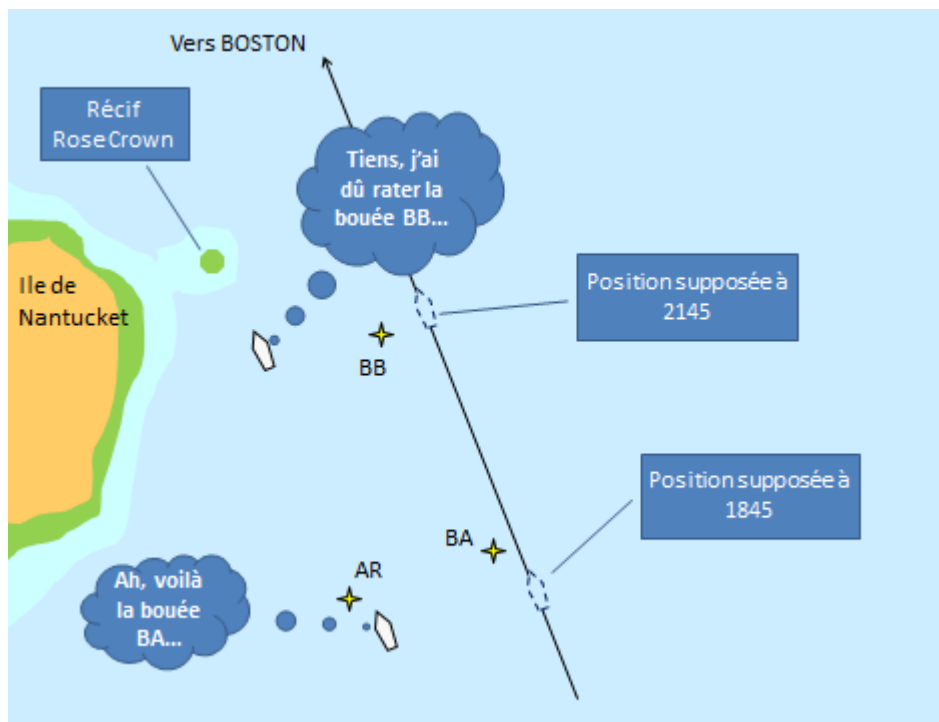 Vers BOSTON
Récif
Rose Crown
Tiens, j'ai
dû rater la
bouée BB...
Ile de
Nantucket
Position supposée à
2145
BB
Position supposée à
1845
BA
AR
Ah, voilà
la bouée
BA...